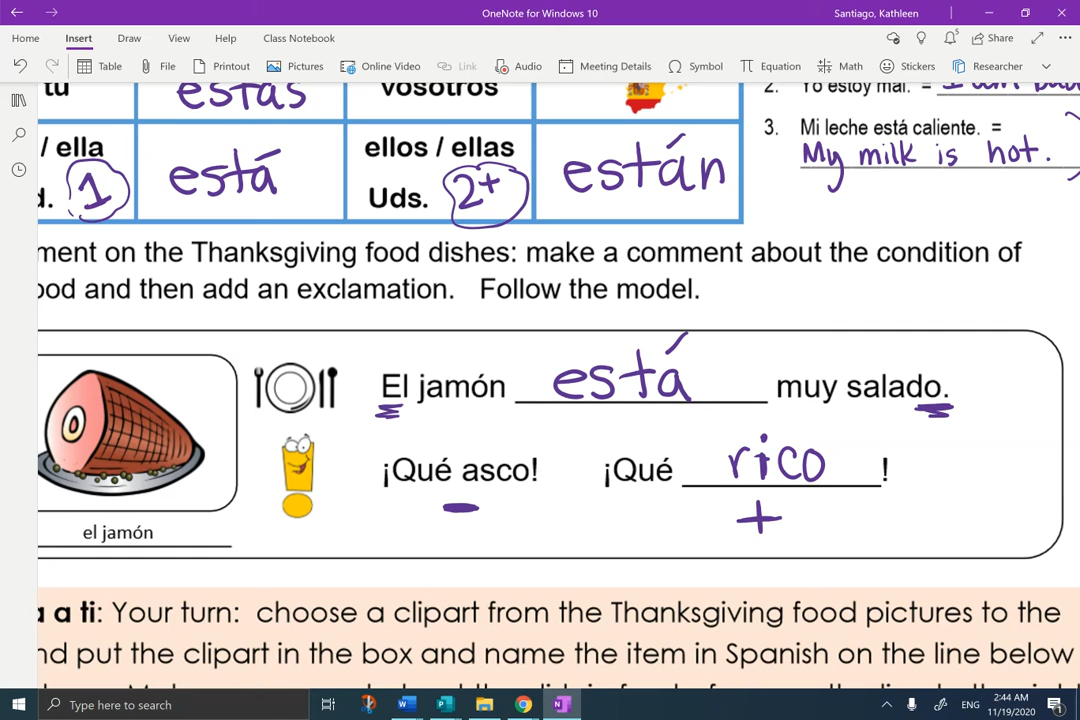 OneNote for Windows 10
Santiago, Kathleen
Home Insert Draw View Help Class Notebook
Share
Table File Printout Pictures Online Video Link Audio Meeting Details Symbol Equation Math Stickers Researcher
tú estás vosotros
2. Yo estoy mal. = I am
/ ella está ellos / ellas están
d. 1 Uds. 2+
3. Mi leche está caliente. =
My milk is hot.
ment on the Thanksgiving food dishes: make a comment about the condition of
ood and then add an exclamation. Follow the model.
El jamón está muy salado.
¡Qué asco! ¡Qué rico !
- +
el jamón
a a ti: Your turn: choose a clipart from the Thanksgiving food pictures to the
nd put the clipart in the box and name the item in Spanish on the line below
Type here to search
ENG
2:44 AM
11/19/2020